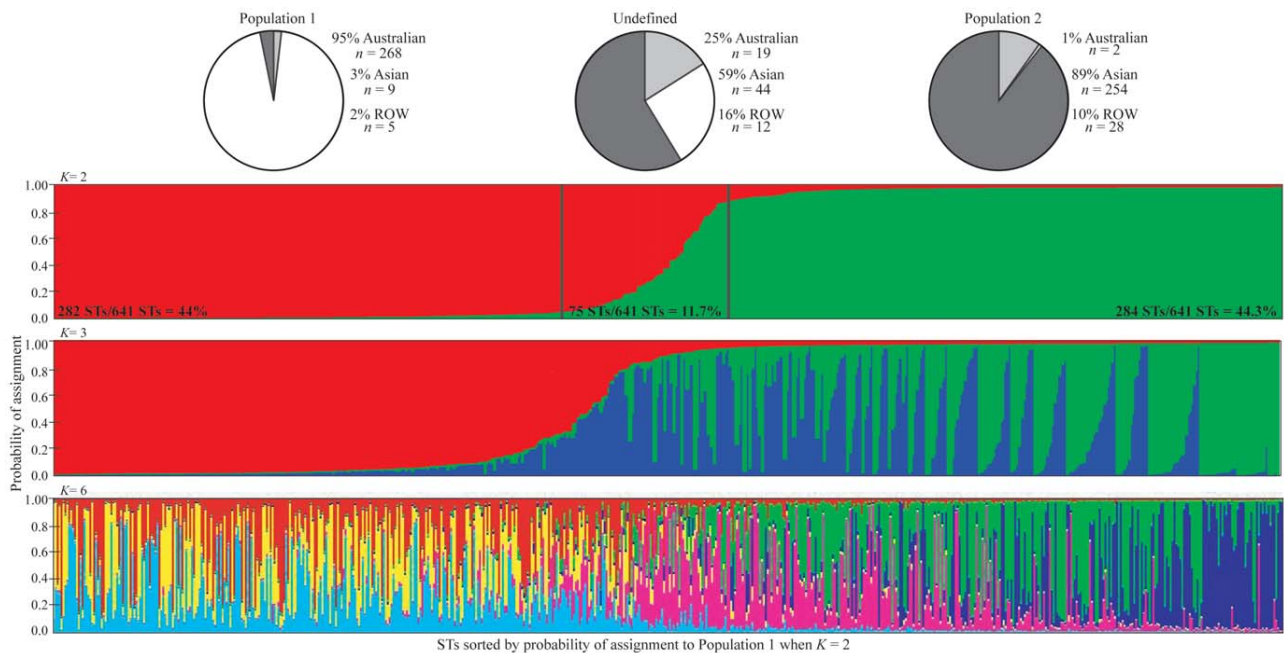 Population 1
95% Australian
n = 268
3% Asian
n = 9
2% ROW
n = 5
Undefined
25% Australian
n = 19
59% Asian
n = 44
16% ROW
n = 12
Population 2
1% Australian
n = 2
89% Asian
n = 254
10% ROW
n = 28
K= 2
1.00
0.8
0.6
0.4
0.2
0.0
282 STs/641 STs = 44%
75 STs/641 STs = 11.7%
284 STs/641 STs = 44.3%
K= 3
1.00
0.8
0.6
0.4
0.2
0.0
Probability of assignment
K= 6
1.00
0.8
0.6
0.4
0.2
0.0
STs sorted by probability of assignment to Population 1 when K = 2